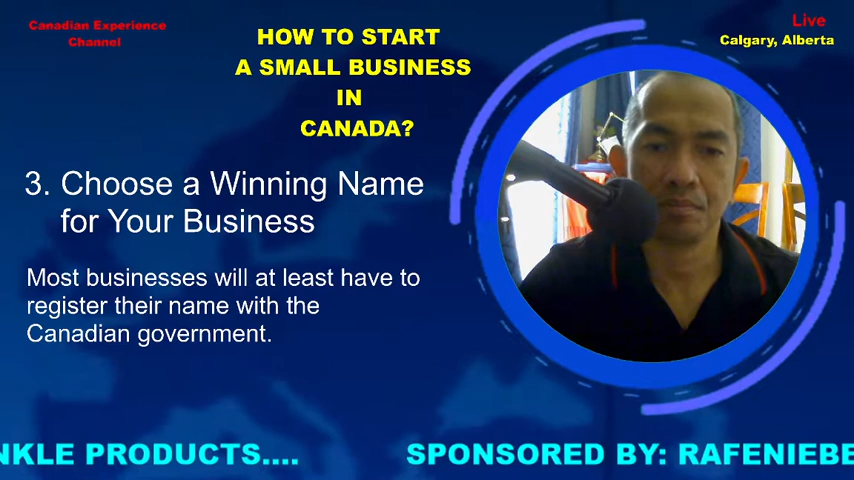 Canadian Experience
Channel
HOW TO START
A SMALL BUSINESS
IN
CANADA?
Live
Calgary, Alberta
3. Choose a Winning Name
for Your Business
Most businesses will at least have to
register their name with the
Canadian government.
NKLE PRODUCTS.... SPONSORED BY: RAFENIEBE